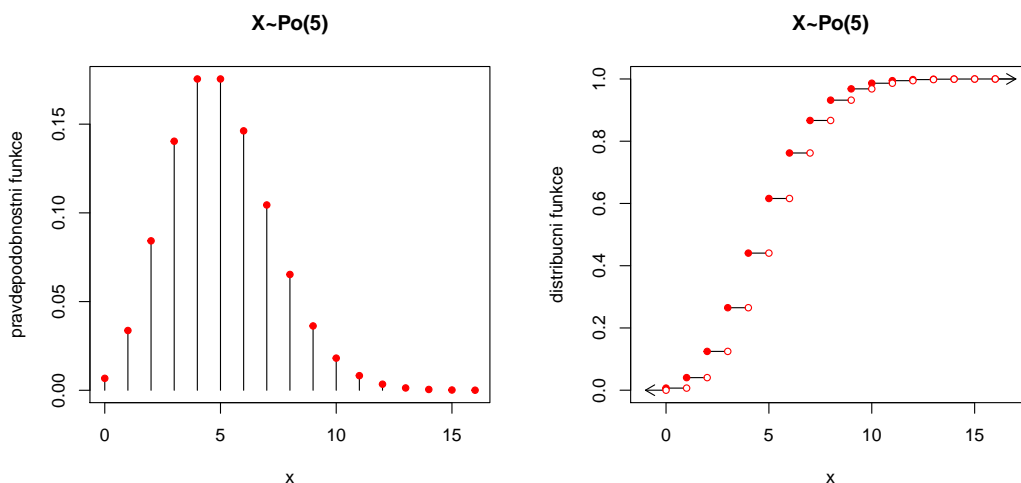 X~Po(5)
pravdepodobnostni funkce
0.15
0.10
0.05
0.00
0 5 10 15
x
X~Po(5)
distribucni funkce
1.0
0.8
0.6
0.4
0.2
0.0
0 5 10 15
x